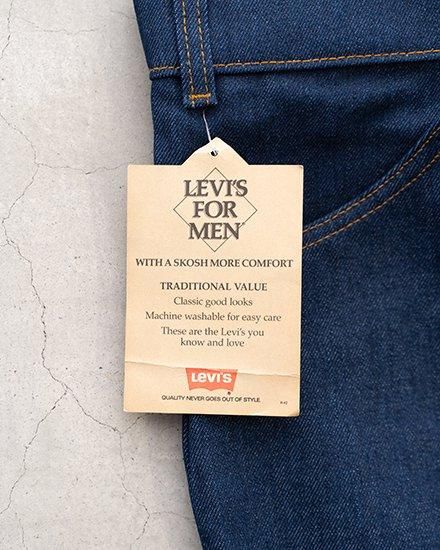 LEVI'S
FOR
MEN®
WITH A SKOSH MORE COMFORT
TRADITIONAL VALUE
Classic good looks
Machine washable for easy care
These are the Levi's you
know and love
LEVI'S
®
QUALITY NEVER GOES OUT OF STYLE.